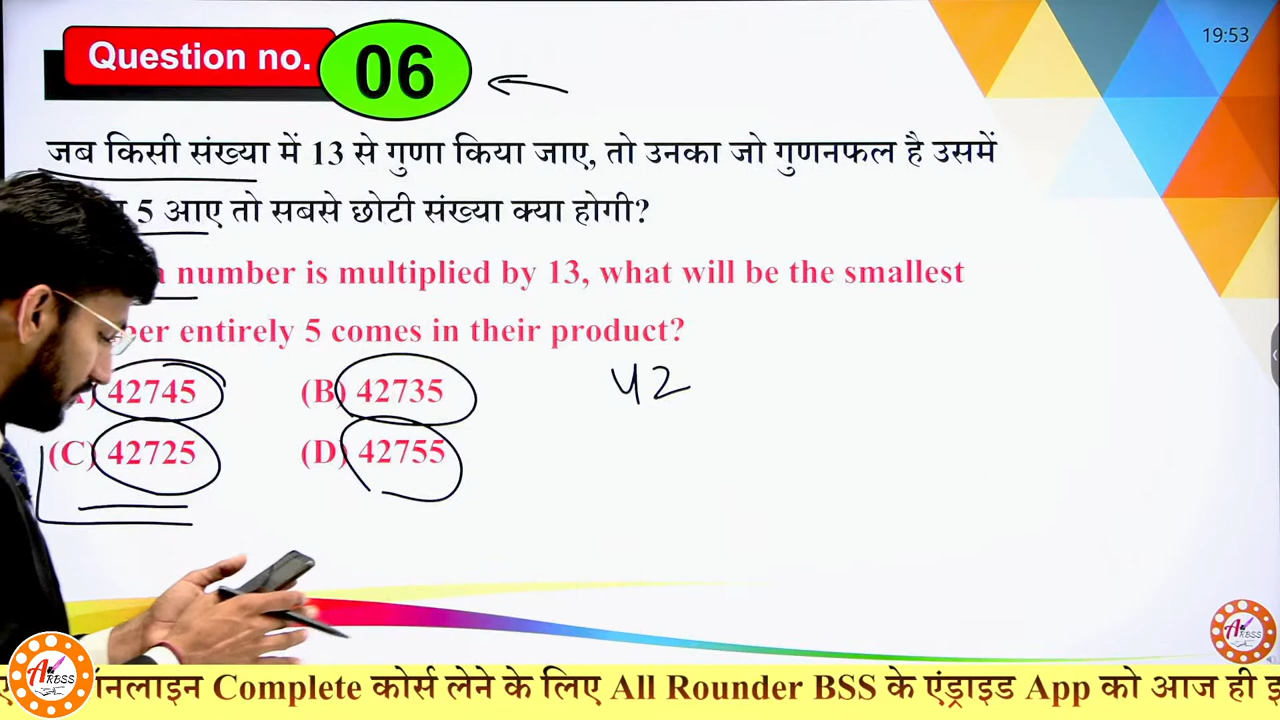 Question no. 06
19:53
जब किसी संख्या में 13 से गुणा किया जाए, तो उनका जो गुणनफल है उसमें
5 आए तो सबसे छोटी संख्या क्या होगी?
a number is multiplied by 13, what will be the smallest
entirely 5 comes in their product?
42745 (B) 42735
42
(C) 42725 (D) 42755
ARBSS
ARBSS
ऑनलाइन Complete कोर्स लेने के लिए All Rounder BSS के एंड्राइड App को आज ही